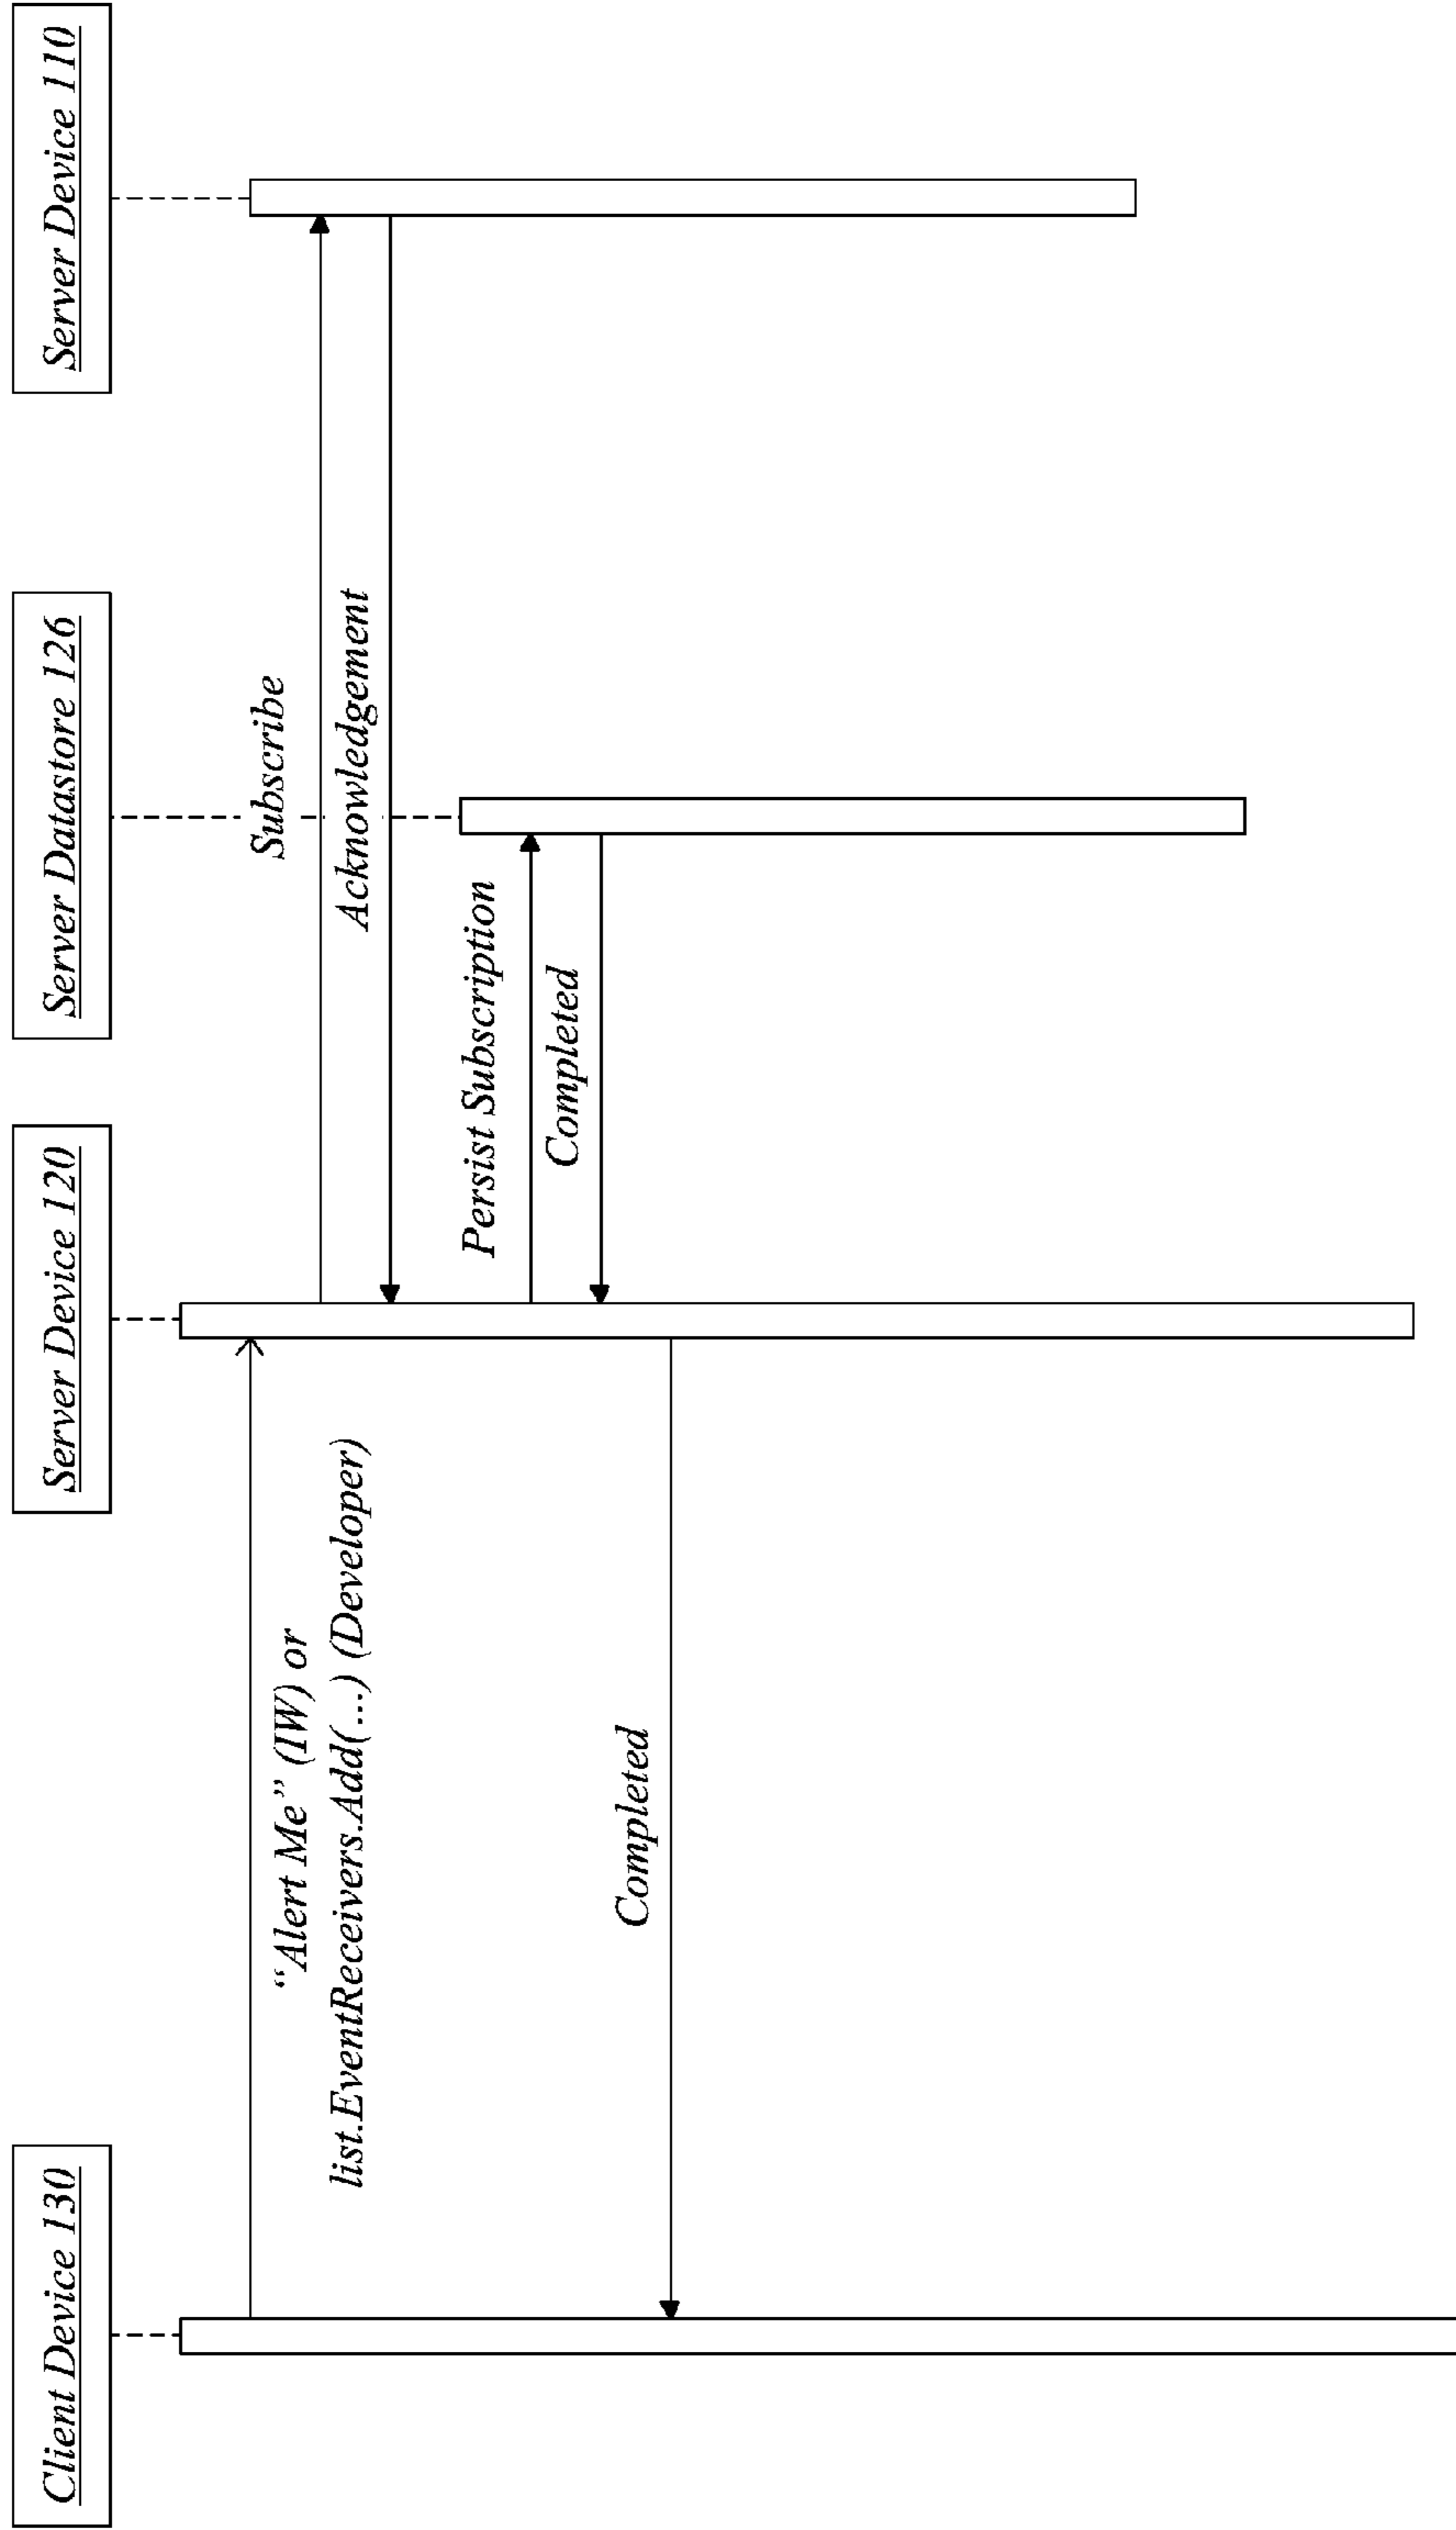 Client Device 130
Server Device 120
Server Datastore 126
Server Device 110
“Alert Me” (IW) or
list.EventReceivers.Add(...) (Developer)
Subscribe
Acknowledgement
Persist Subscription
Completed
Completed